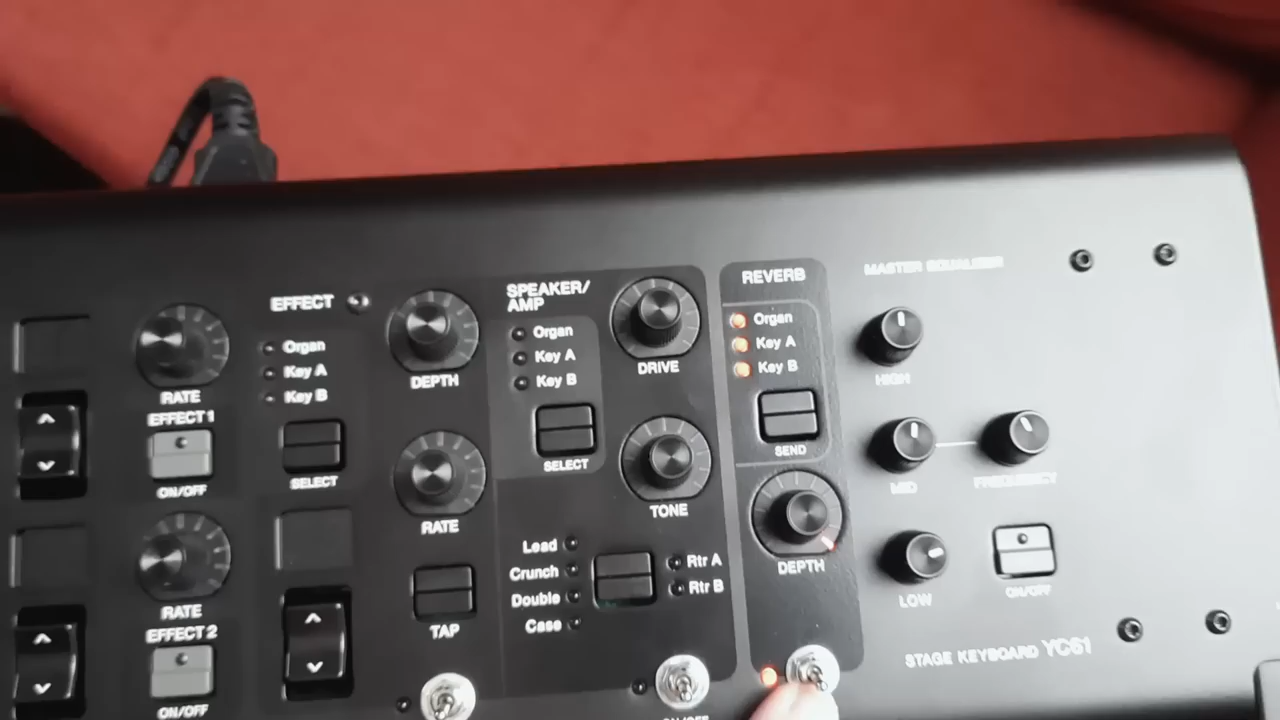 RATE
EFFECT 1
ON/OFF
RATE
EFFECT 2
ON/OFF
EFFECT
Organ
Key A
Key B
SELECT
DEPTH
RATE
TAP
SPEAKER/
AMP
Organ
Key A
Key B
SELECT
DRIVE
TONE
Lead
Crunch
Double
Case
Rtr A
Rtr B
ON/OFF
REVERB
Organ
Key A
Key B
SEND
DEPTH
MASTER EQUALIZER
HIGH
MID
FREQUENCY
LOW
ON/OFF
STAGE KEYBOARD YC61